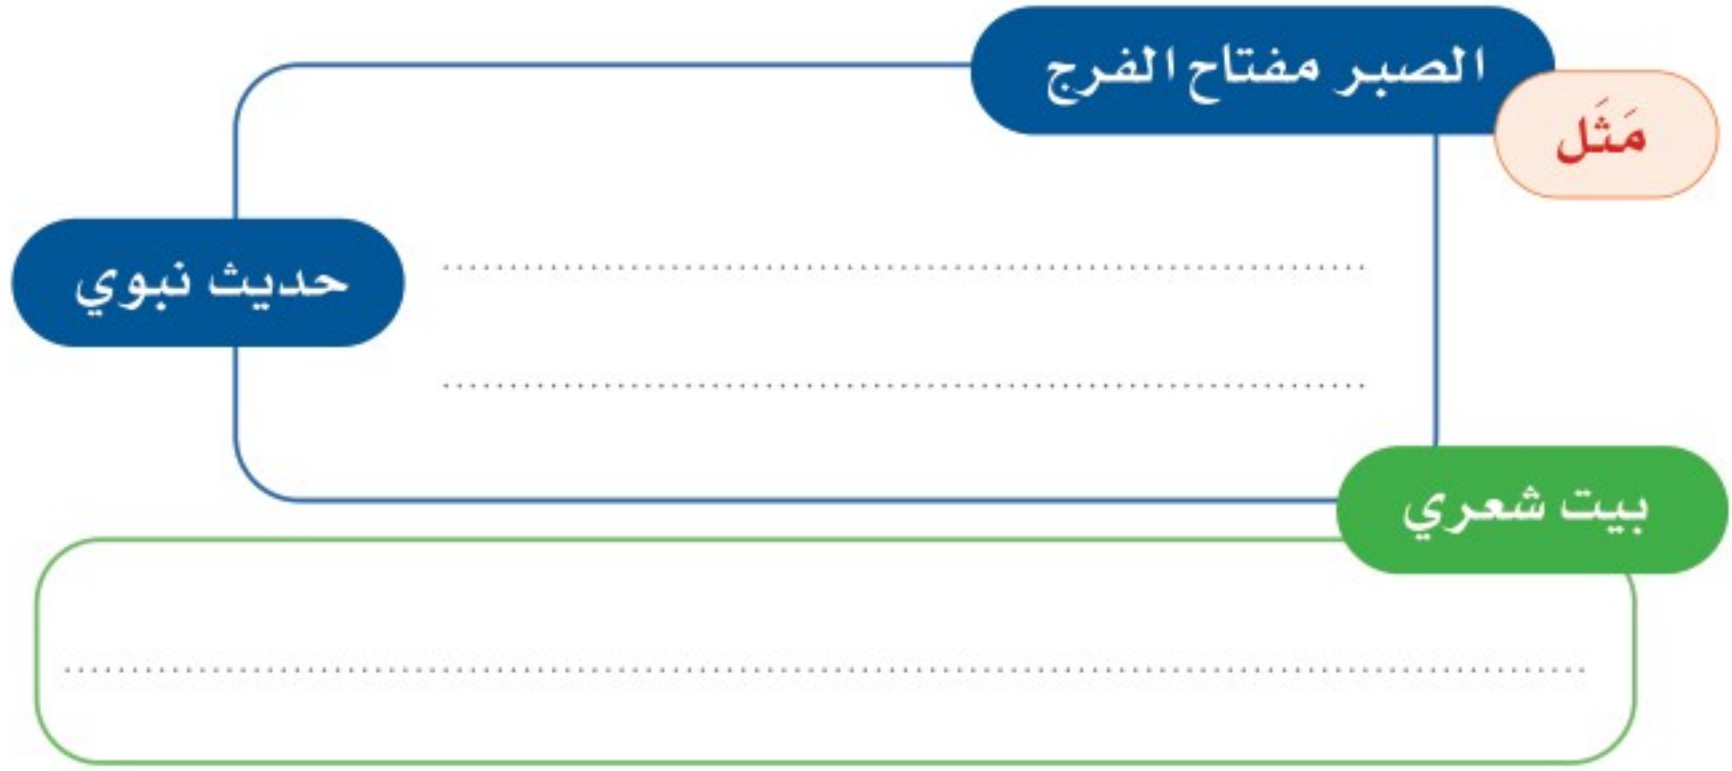 الصبر مفتاح الفرج
مَثَل
حديث نبوي
بيت شعري